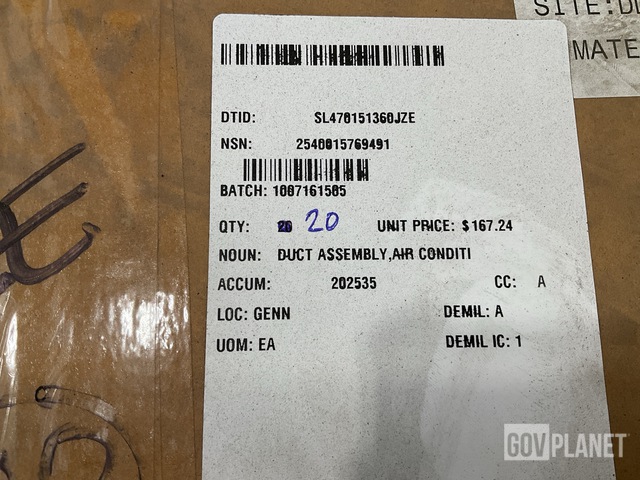 SITE:D
MATE
DTID: SL470151360JZE
NSN: 2540015769491
BATCH: 1007161505
QTY: 20 20 UNIT PRICE: $167.24
NOUN: DUCT ASSEMBLY,AIR CONDITI
ACCUM: 202535 CC: A
LOC: GENN DEMIL: A
UOM: EA DEMIL IC: 1
GOVPLANET